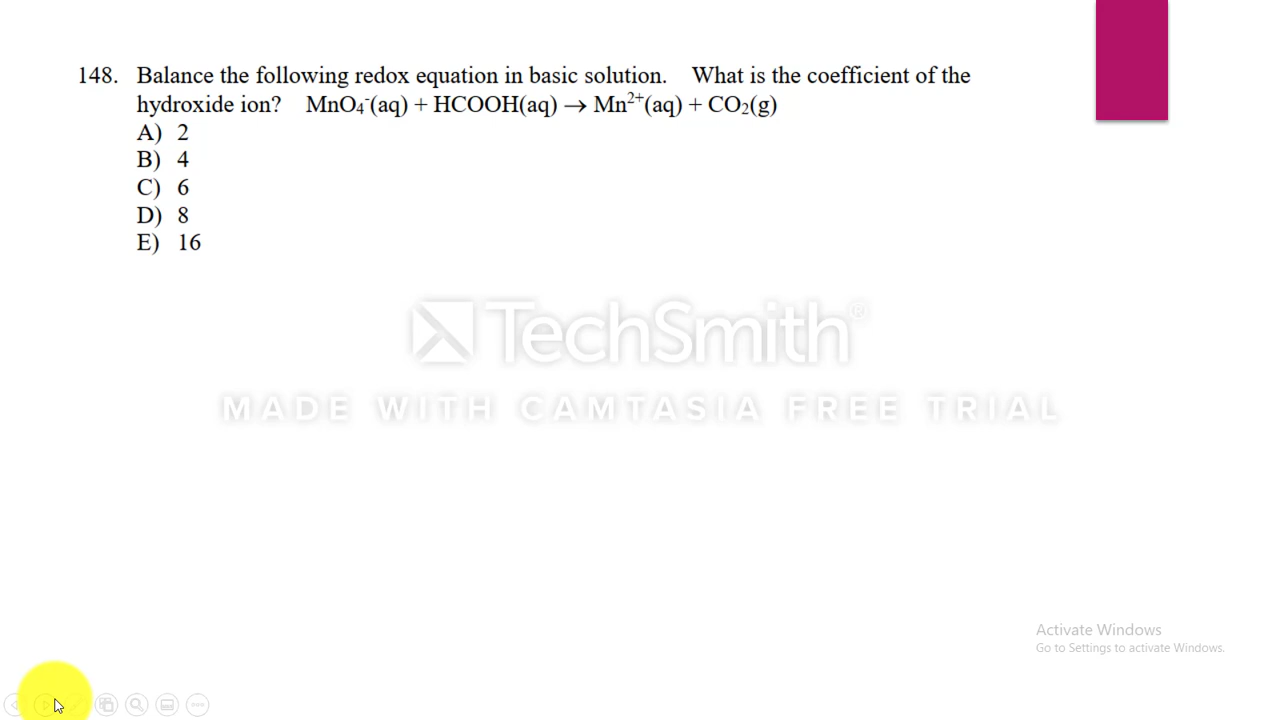 148. Balance the following redox equation in basic solution. What is the coefficient of the
hydroxide ion? MnO₄⁻(aq) + HCOOH(aq) → Mn²⁺(aq) + CO₂(g)
A) 2
B) 4
C) 6
D) 8
E) 16
TechSmith®
MADE WITH CAMTASIA FREE TRIAL
Activate Windows
Go to Settings to activate Windows.